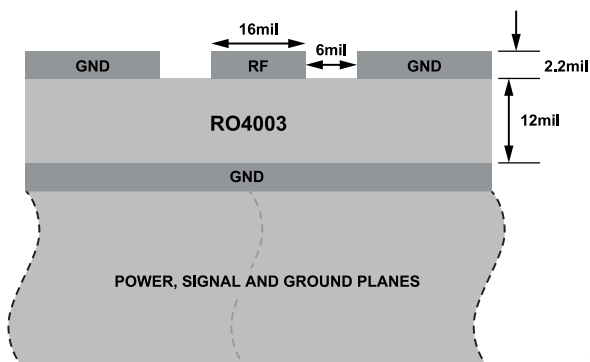 16mil
6mil
GND
RF
GND
2.2mil
RO4003
12mil
GND
POWER, SIGNAL AND GROUND PLANES